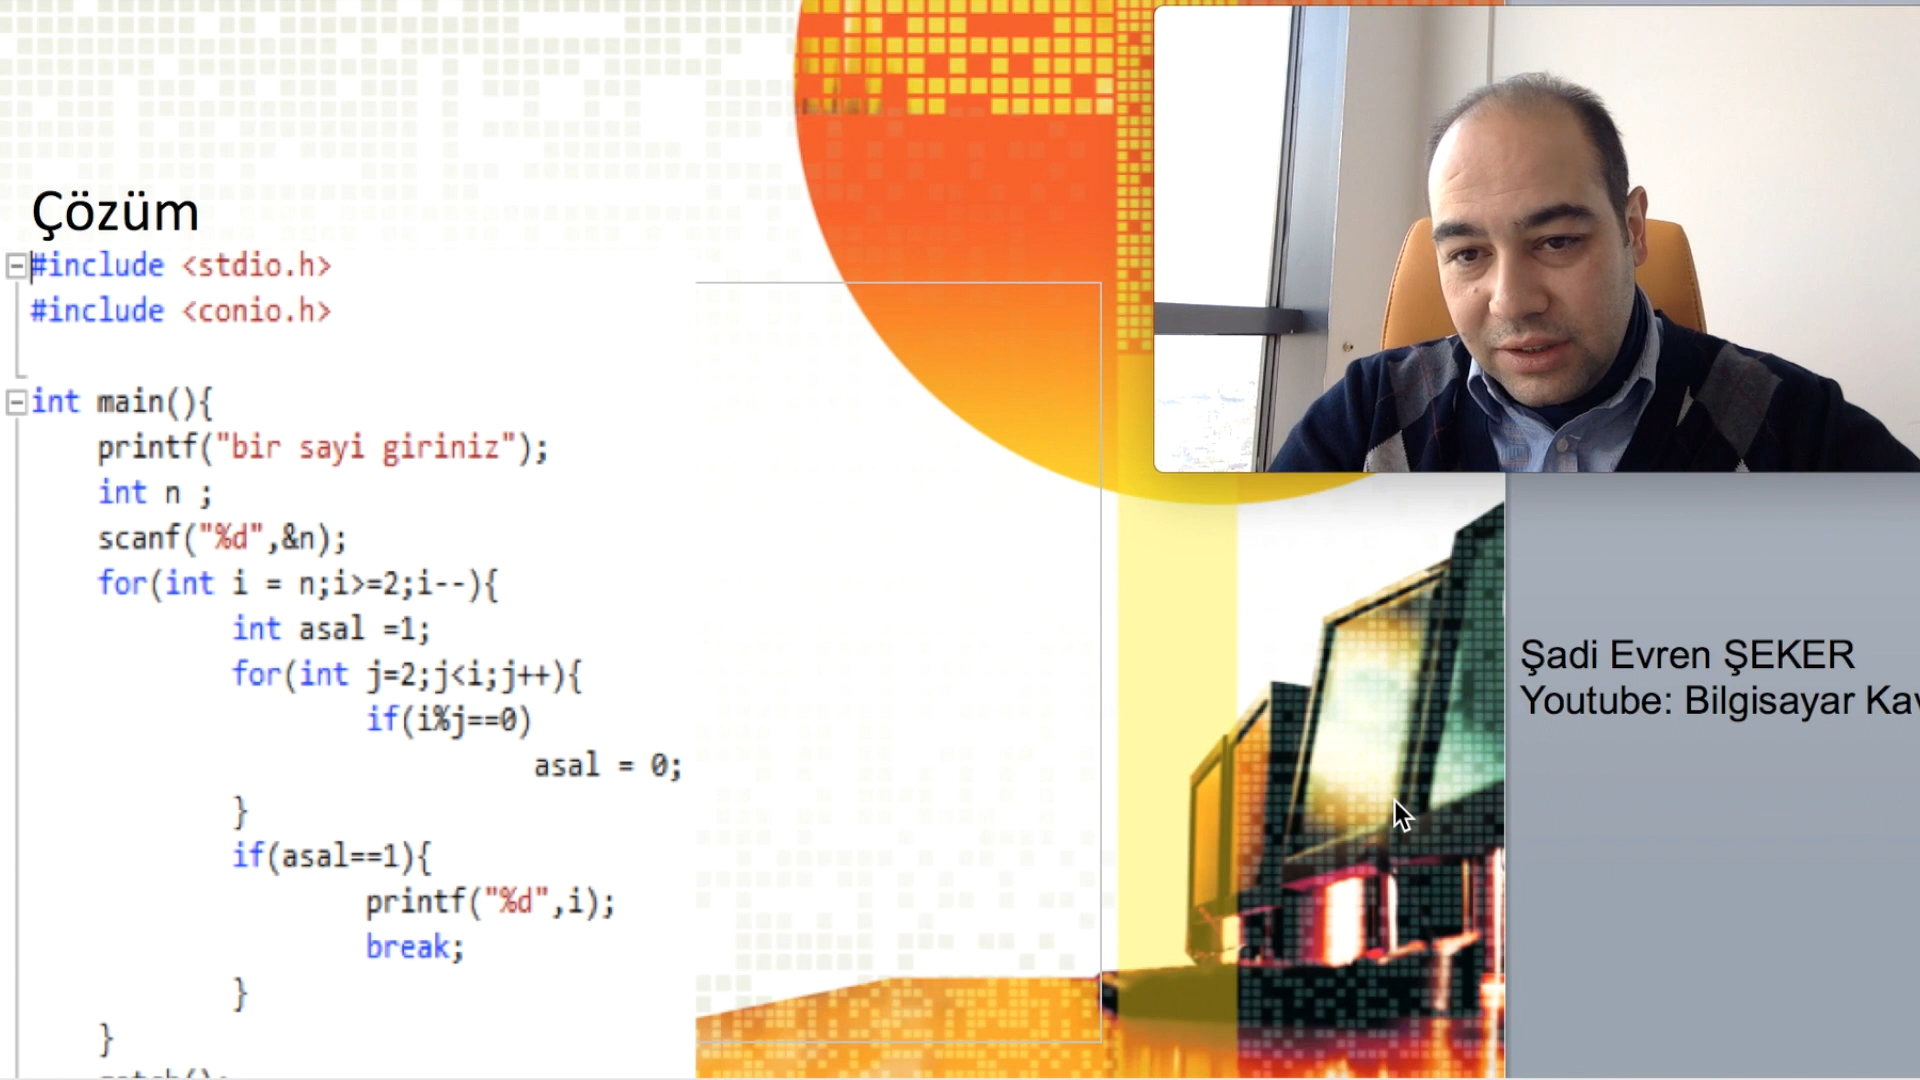 Çözüm
#include <stdio.h>
#include <conio.h>
int main(){
printf("bir sayi giriniz");
int n ;
scanf("%d",&n);
for(int i = n;i>=2;i--){
int asal =1;
for(int j=2;j<i;j++){
if(i%j==0)
asal = 0;
}
if(asal==1){
printf("%d",i);
break;
}
}
Şadi Evren ŞEKER
Youtube: Bilgisayar